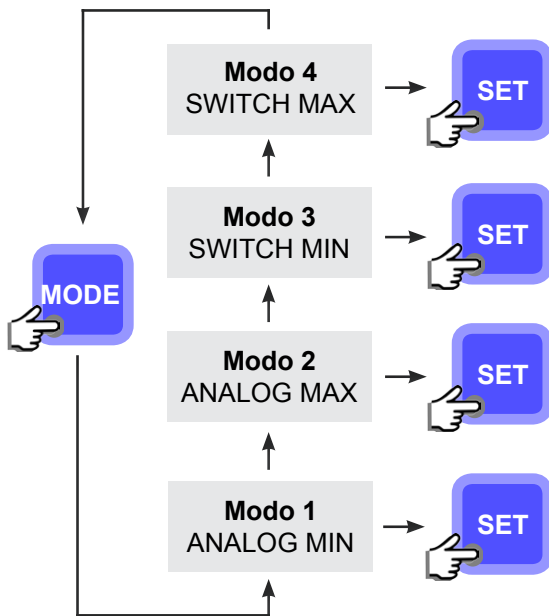 Modo 4
SWITCH MAX
SET
Modo 3
SWITCH MIN
SET
MODE
Modo 2
ANALOG MAX
SET
Modo 1
ANALOG MIN
SET